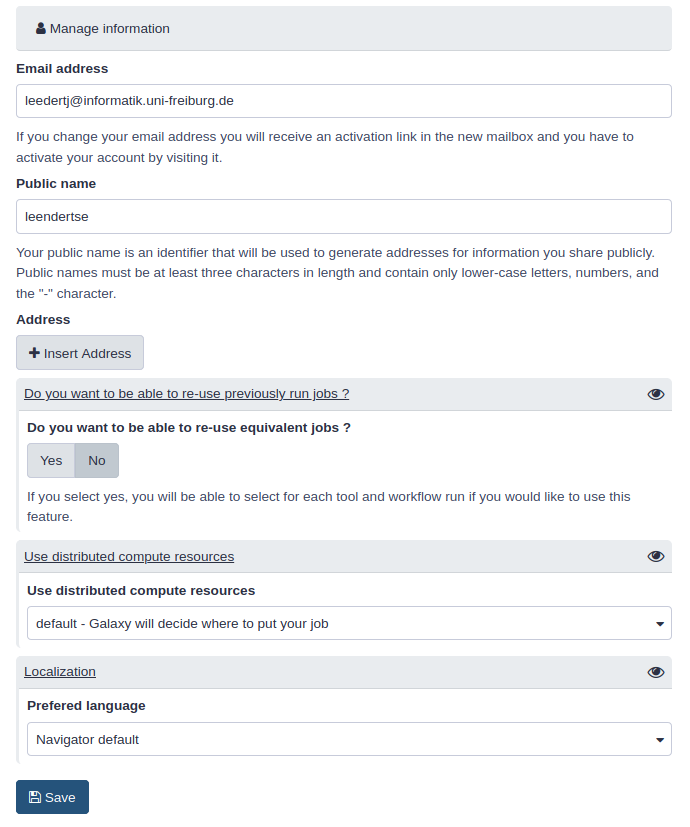 Manage information
Email address
leedertj@informatik.uni-freiburg.de
If you change your email address you will receive an activation link in the new mailbox and you have to
activate your account by visiting it.
Public name
leendertse
Your public name is an identifier that will be used to generate addresses for information you share publicly.
Public names must be at least three characters in length and contain only lower-case letters, numbers, and
the "-" character.
Address
Insert Address
Do you want to be able to re-use previously run jobs ?
Do you want to be able to re-use equivalent jobs ?
Yes No
If you select yes, you will be able to select for each tool and workflow run if you would like to use this
feature.
Use distributed compute resources
Use distributed compute resources
default - Galaxy will decide where to put your job
Localization
Prefered language
Navigator default
Save